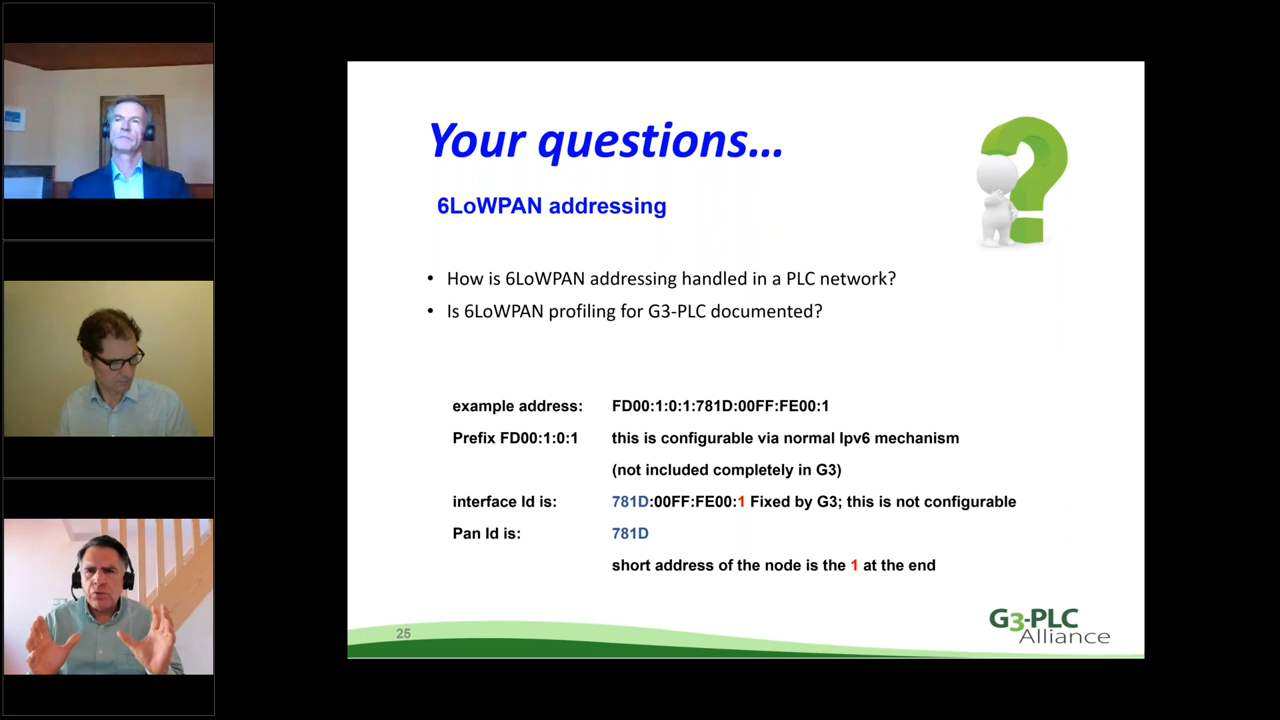 Your questions...
6LoWPAN addressing
• How is 6LoWPAN addressing handled in a PLC network?
• Is 6LoWPAN profiling for G3-PLC documented?
example address: FD00:1:0:1:781D:00FF:FE00:1
Prefix FD00:1:0:1 this is configurable via normal Ipv6 mechanism
(not included completely in G3)
interface Id is: 781D:00FF:FE00:1 Fixed by G3; this is not configurable
Pan Id is: 781D
short address of the node is the 1 at the end
25
G3-PLC
Alliance